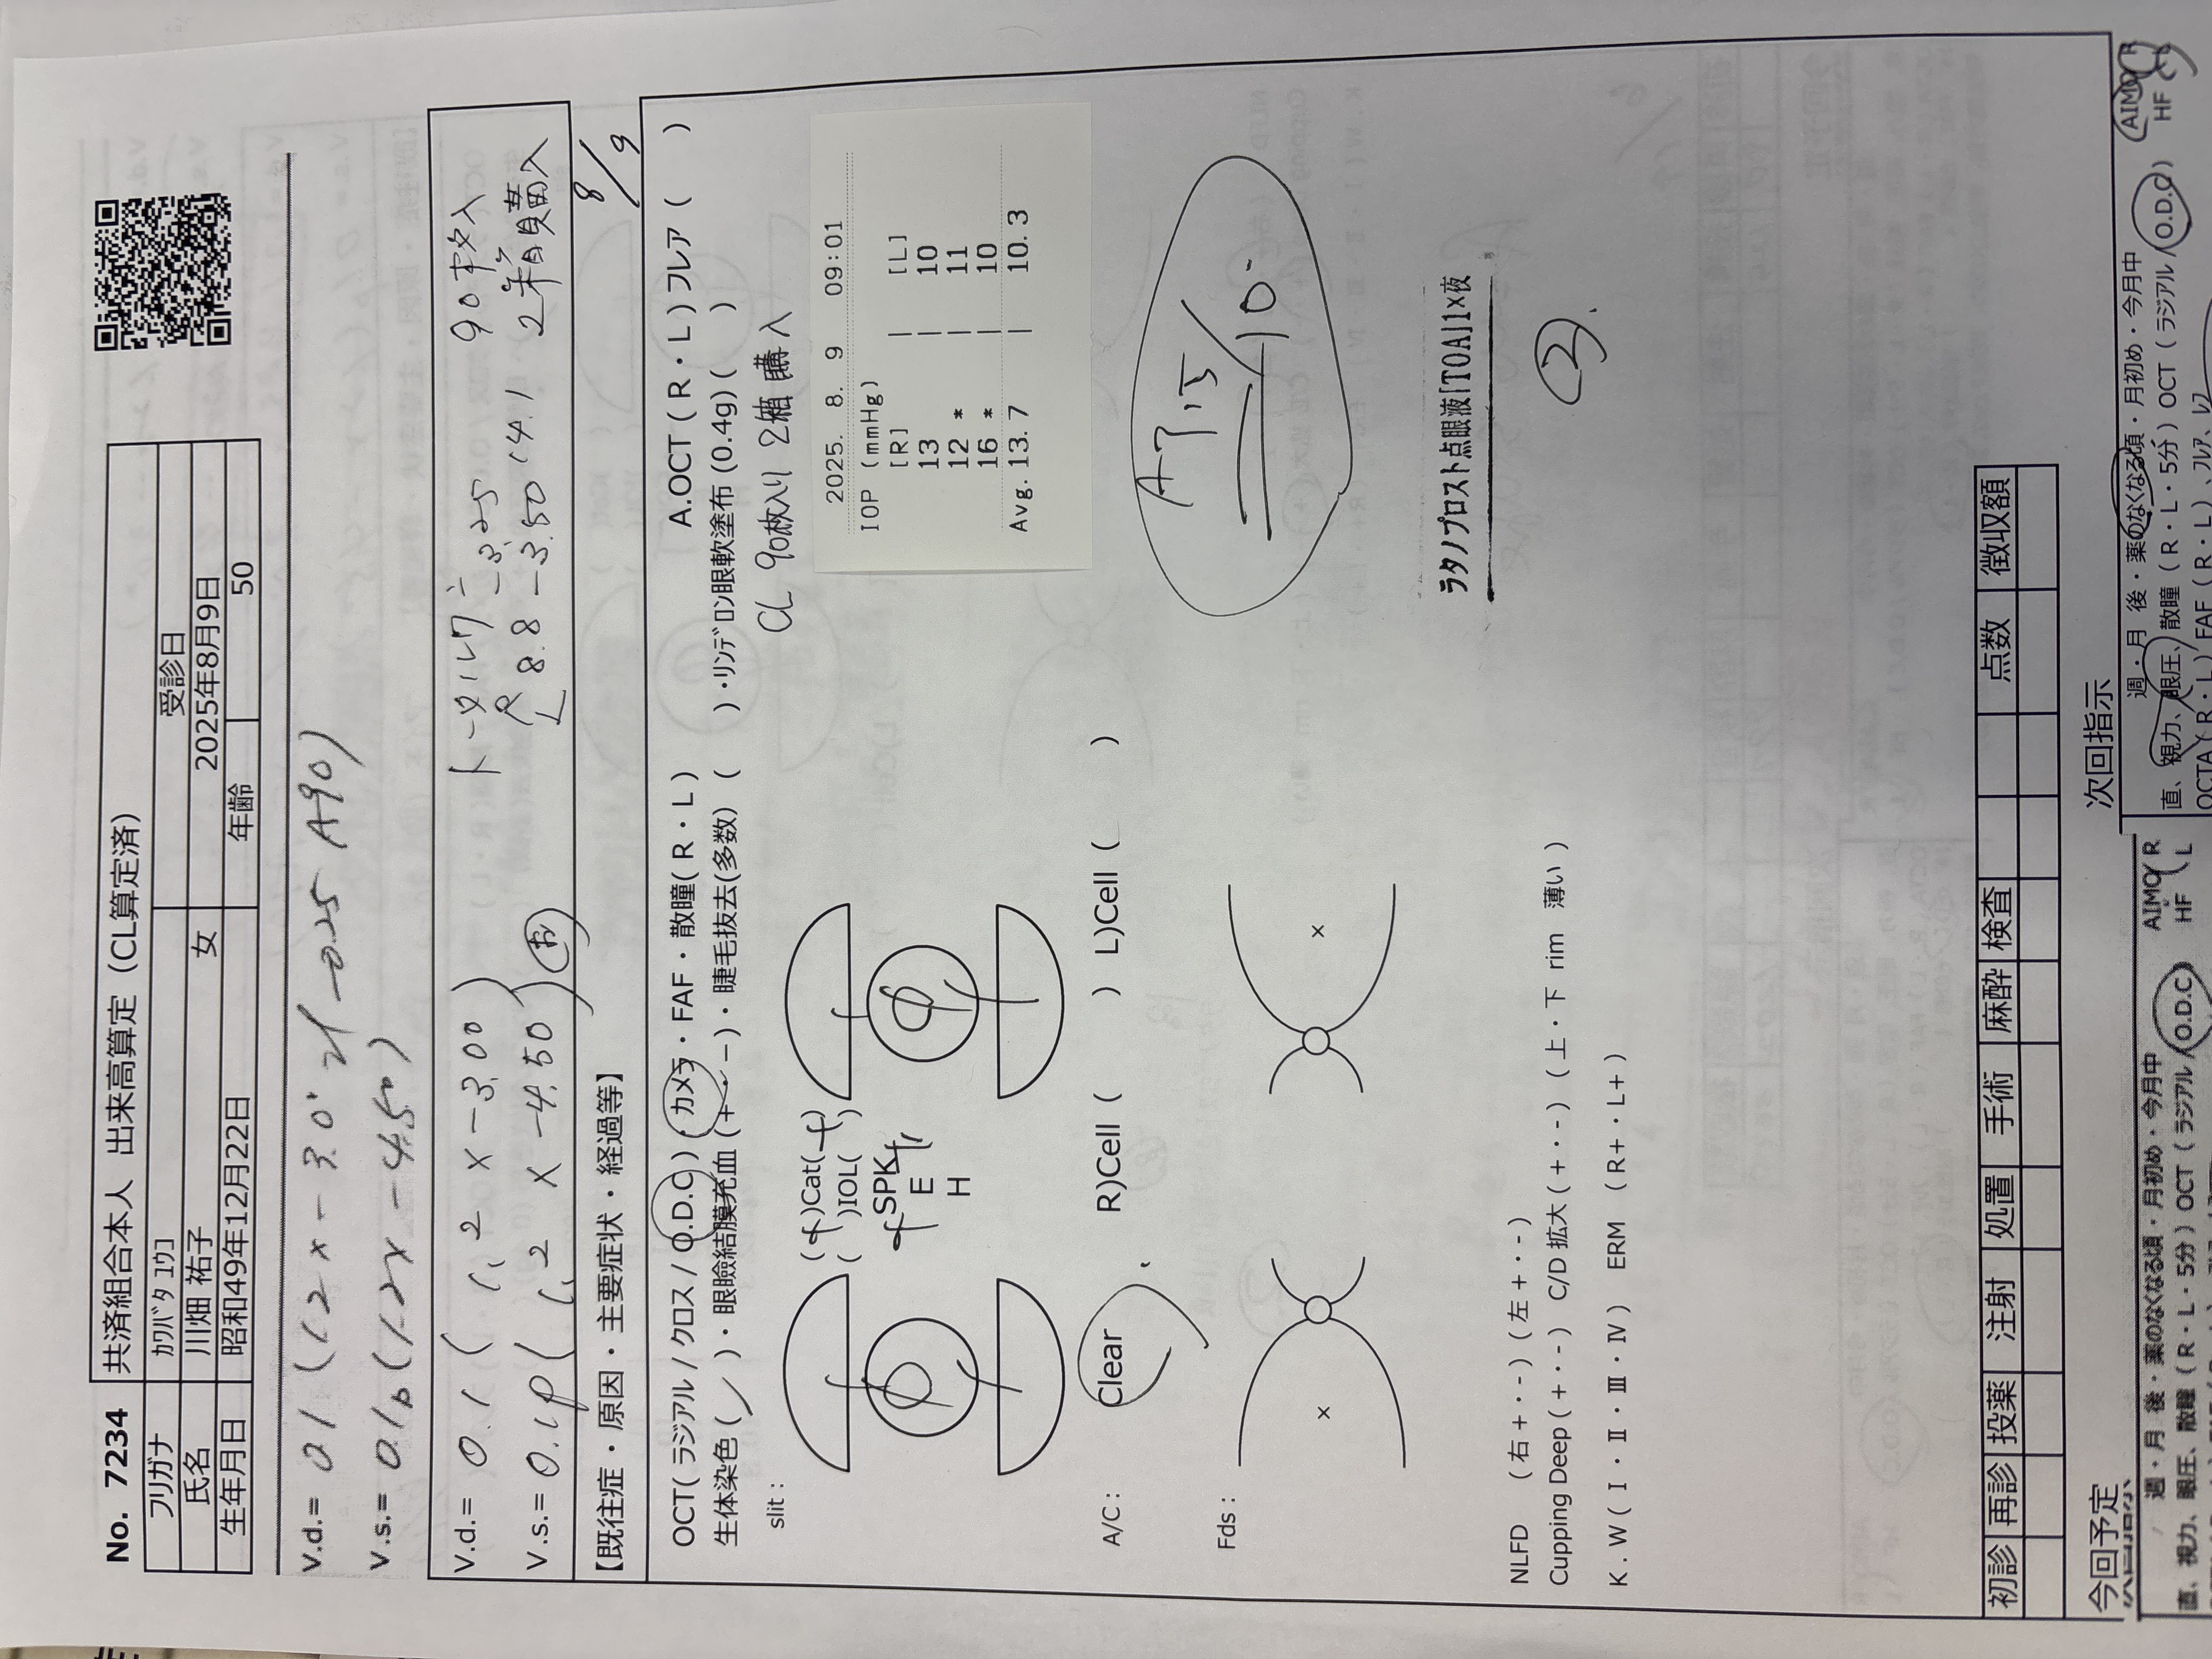 No. 7234 共済組合本人 出来高算定（CL算定済）
フリガナ ｶﾜﾊﾞﾀ ﾕｳｺ 受診日
氏名 川畑 祐子 女 2025年8月9日
生年月日 昭和49年12月22日 年齢 50
V.d.= 0.1 (1.2 x -3.0 -0.25 A90)
V.s.= 0.1p (1.2x -4.50)
V.d.= 0.1 ( 1.2 x -3.00 ) トータルワン -3.25 90枚入
V.s.= 0.1p ( 1.2 x -4.50 ) R L 8.8 -3.50 14.1 2箱購入
【既往症・原因・主要症状・経過等】 8/9
OCT( ラジアル / クロス / O.D.C )・カメラ・FAF・散瞳( R・L ) A.OCT ( R・L ) フレア ( )
生体染色 ( )・眼瞼結膜充血 (+・−)・睫毛抜去(多数) ( )・ﾘﾝﾃﾞﾛﾝ眼軟塗布 (0.4g) ( )
slit : CL 90枚入り 2箱 購入
( )Cat( )
( )IOL( )
SPK
E
H
2025. 8. 9 09:01
IOP (mmHg)
[R] | [L]
13 | 10
12 * | 11
16 * | 10
Avg. 13.7 | 10.3
A/C : Clear R)Cell ( ) L)Cell ( )
15/10
Fds :
× ×
ラタノプロスト点眼液「TOA」1×夜
②
NLFD ( 右 +・- ) ( 左 +・- )
Cupping Deep ( +・- ) C/D 拡大 ( +・- ) ( 上・下 rim 薄い )
K . W ( Ⅰ・Ⅱ・Ⅲ・Ⅳ ) ERM ( R+・L+ )
初診 再診 投薬 注射 処置 手術 麻酔 検査 点数 徴収額
今回予定 次回指示
週・月 後・薬のなくなる頃・月初め・今月中 AIMO R
直、視力、眼圧、散瞳 ( R・L・5分 ) OCT ( ラジアル / O.D.C ) HF L
週・月 後・薬のなくなる頃・月初め・今月中 AIMO R
直、視力、眼圧、散瞳 ( R・L・5分 ) OCT ( ラジアル / O.D.C ) HF L
OCTA ( R・L ) FAF ( R・L ) 、ﾌﾚｱ、ﾚﾌ